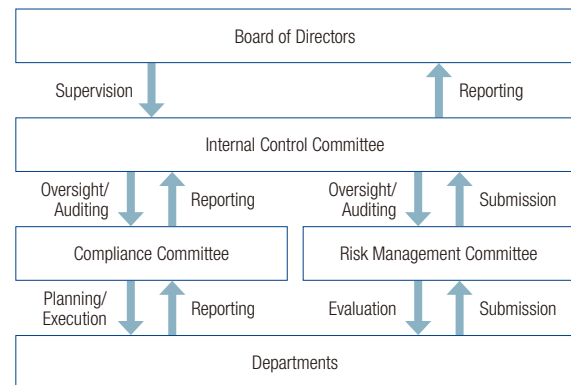 Board of Directors
Supervision
Reporting
Internal Control Committee
Oversight/
Auditing
Reporting
Oversight/
Auditing
Submission
Compliance Committee
Risk Management Committee
Planning/
Execution
Reporting
Evaluation
Submission
Departments